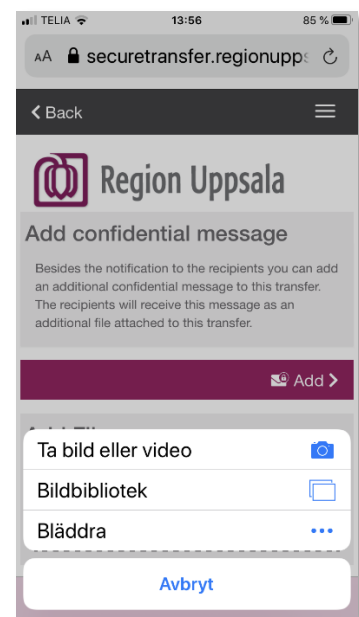 TELIA 13:56 85 %
AA securetransfer.regionupps
Back
Region Uppsala
Add confidential message
Besides the notification to the recipients you can add
an additional confidential message to this transfer.
The recipients will receive this message as an
additional file attached to this transfer.
Add
Ta bild eller video
Bildbibliotek
Bläddra
Avbryt